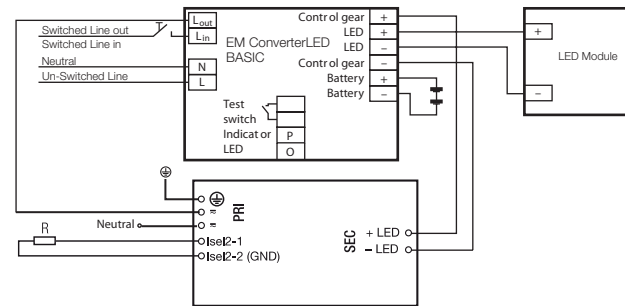 Switched Line out
Switched Line in
Neutral
Un-Switched Line
Lout
Lin
N
L
EM ConverterLED
BASIC
Control gear +
LED +
LED –
Control gear –
Battery +
Battery –
Test
switch
Indicator
LED
P
O
+
–
LED Module
PRI
Neutral
R
Isel2-1
Isel2-2 (GND)
SEC
+ LED
– LED